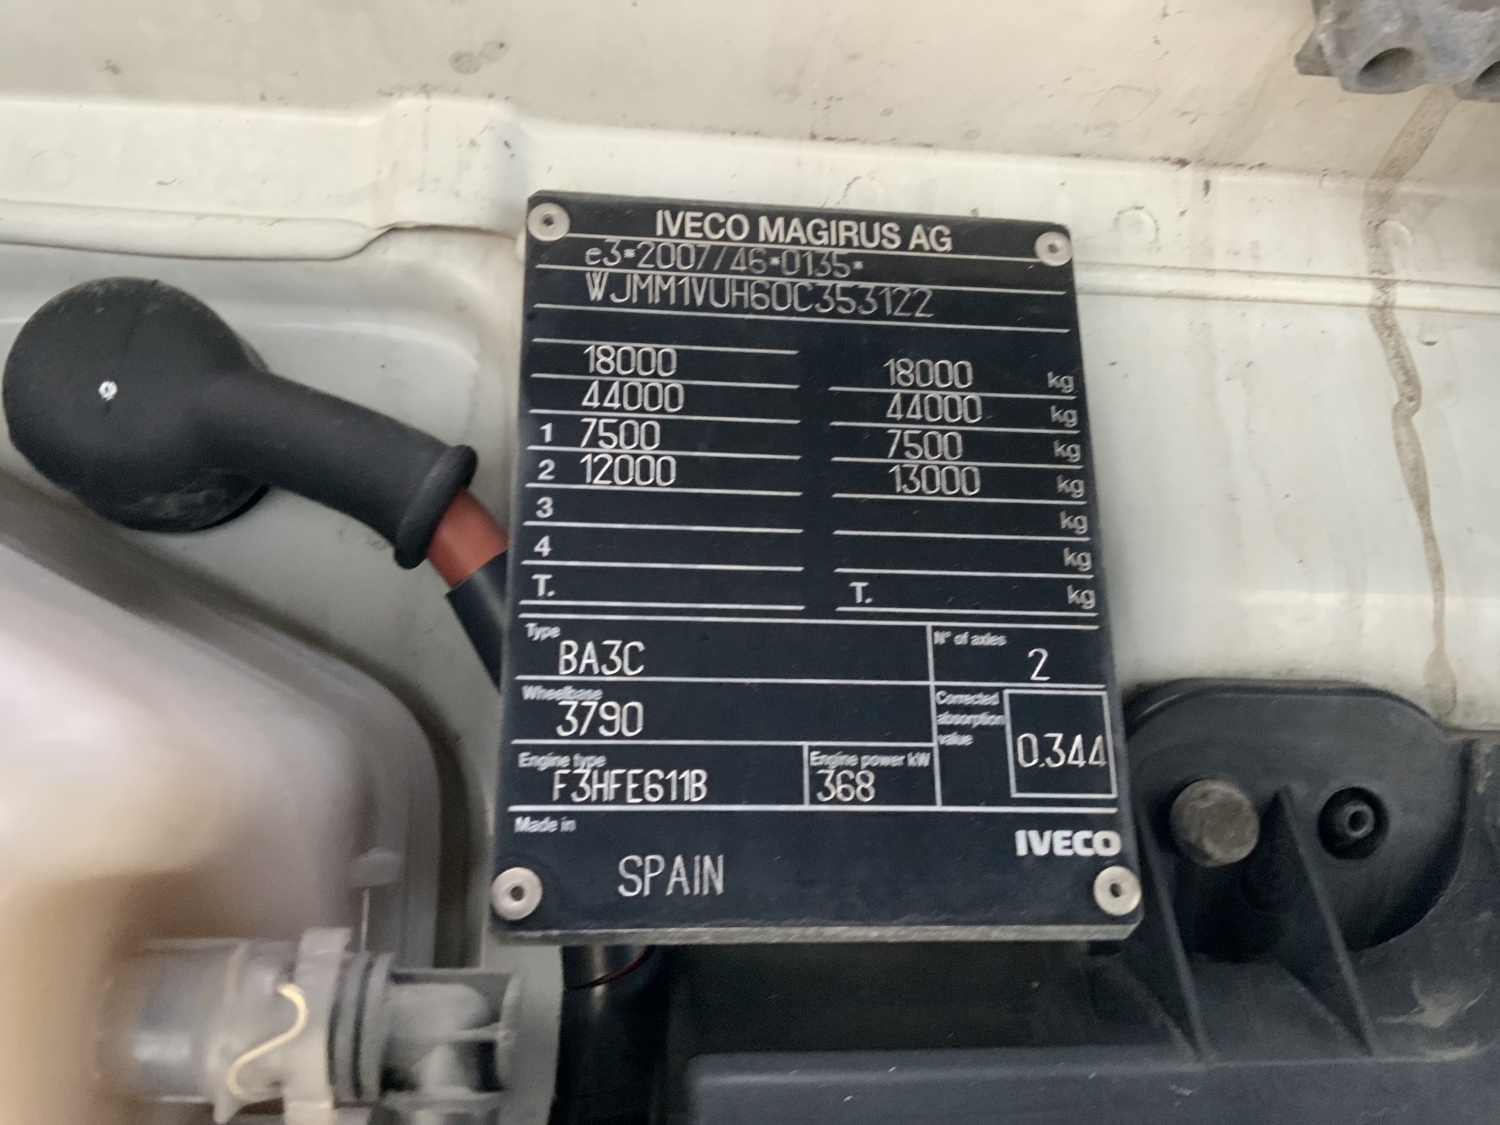 IVECO MAGIRUS AG
e3*2007/46*0135*
WJMM1VUH60C353122
18000 18000 kg
44000 44000 kg
1 7500 7500 kg
2 12000 13000 kg
3 kg
4 kg
T. T. kg
Type N° of axles
BA3C 2
Wheelbase Corrected absorption value
3790 0.344
Engine type Engine power kW
F3HFE611B 368
Made in IVECO
SPAIN